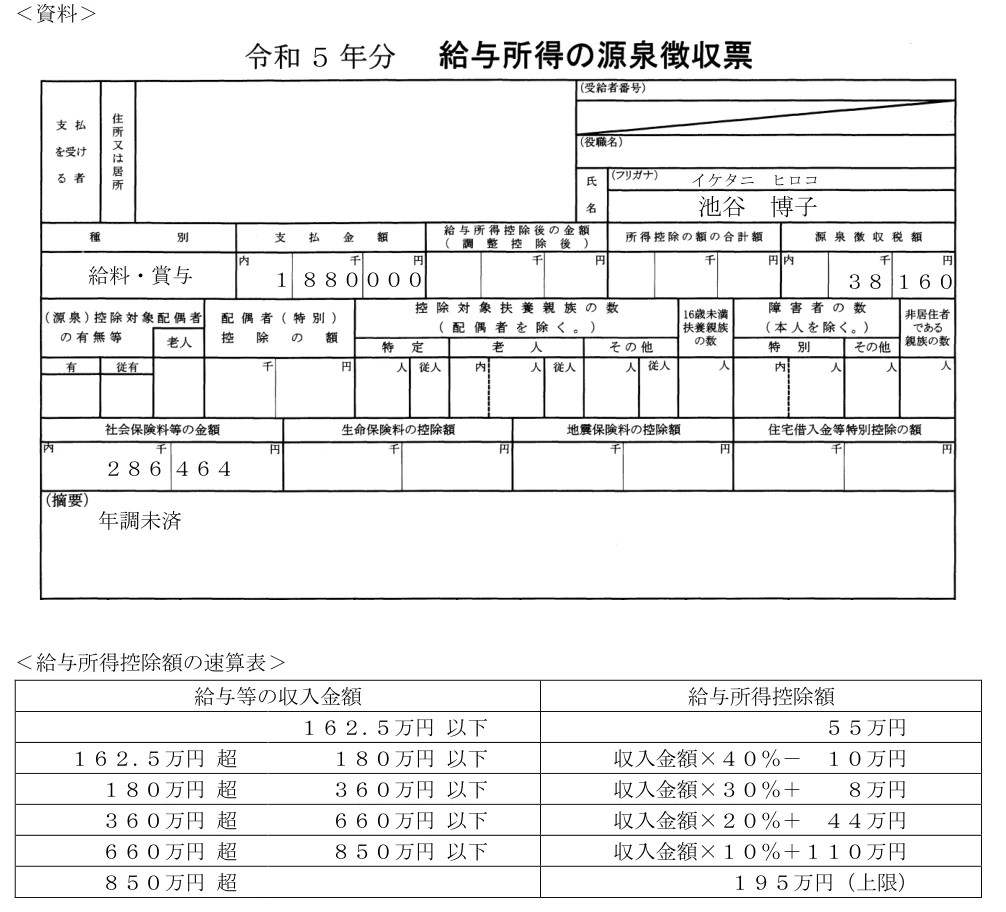 ＜資料＞
令和５年分　給与所得の源泉徴収票
支払を受ける者
住所又は居所
(受給者番号)
(役職名)
氏名
(フリガナ)　イケタニ　ヒロコ
池谷　博子
種　別　支　払　金　額　給与所得控除後の金額（調整控除後）　所得控除の額の合計額　源泉徴収税額
給料・賞与　内　千　円　１８８００００　千　円　千　円　内　千　円　３８１６０
(源泉)控除対象配偶者の有無等　老人　配偶者（特別）控除の額　控除対象扶養親族の数（配偶者を除く。）　16歳未満扶養親族の数　障害者の数（本人を除く。）　非居住者である親族の数
特定　老人　その他　特別　その他
有　従有　千　円　人　従人　内　人　従人　人　従人　人　内　人　人　人
社会保険料等の金額　生命保険料の控除額　地震保険料の控除額　住宅借入金等特別控除の額
内　千　円　２８６４６４　千　円　千　円　千　円
(摘要)
年調未済
＜給与所得控除額の速算表＞
給与等の収入金額　給与所得控除額
１６２.５万円 以下　５５万円
１６２.５万円 超　１８０万円 以下　収入金額×４０％－　１０万円
１８０万円 超　３６０万円 以下　収入金額×３０％＋　８万円
３６０万円 超　６６０万円 以下　収入金額×２０％＋　４４万円
６６０万円 超　８５０万円 以下　収入金額×１０％＋１１０万円
８５０万円 超　１９５万円（上限）